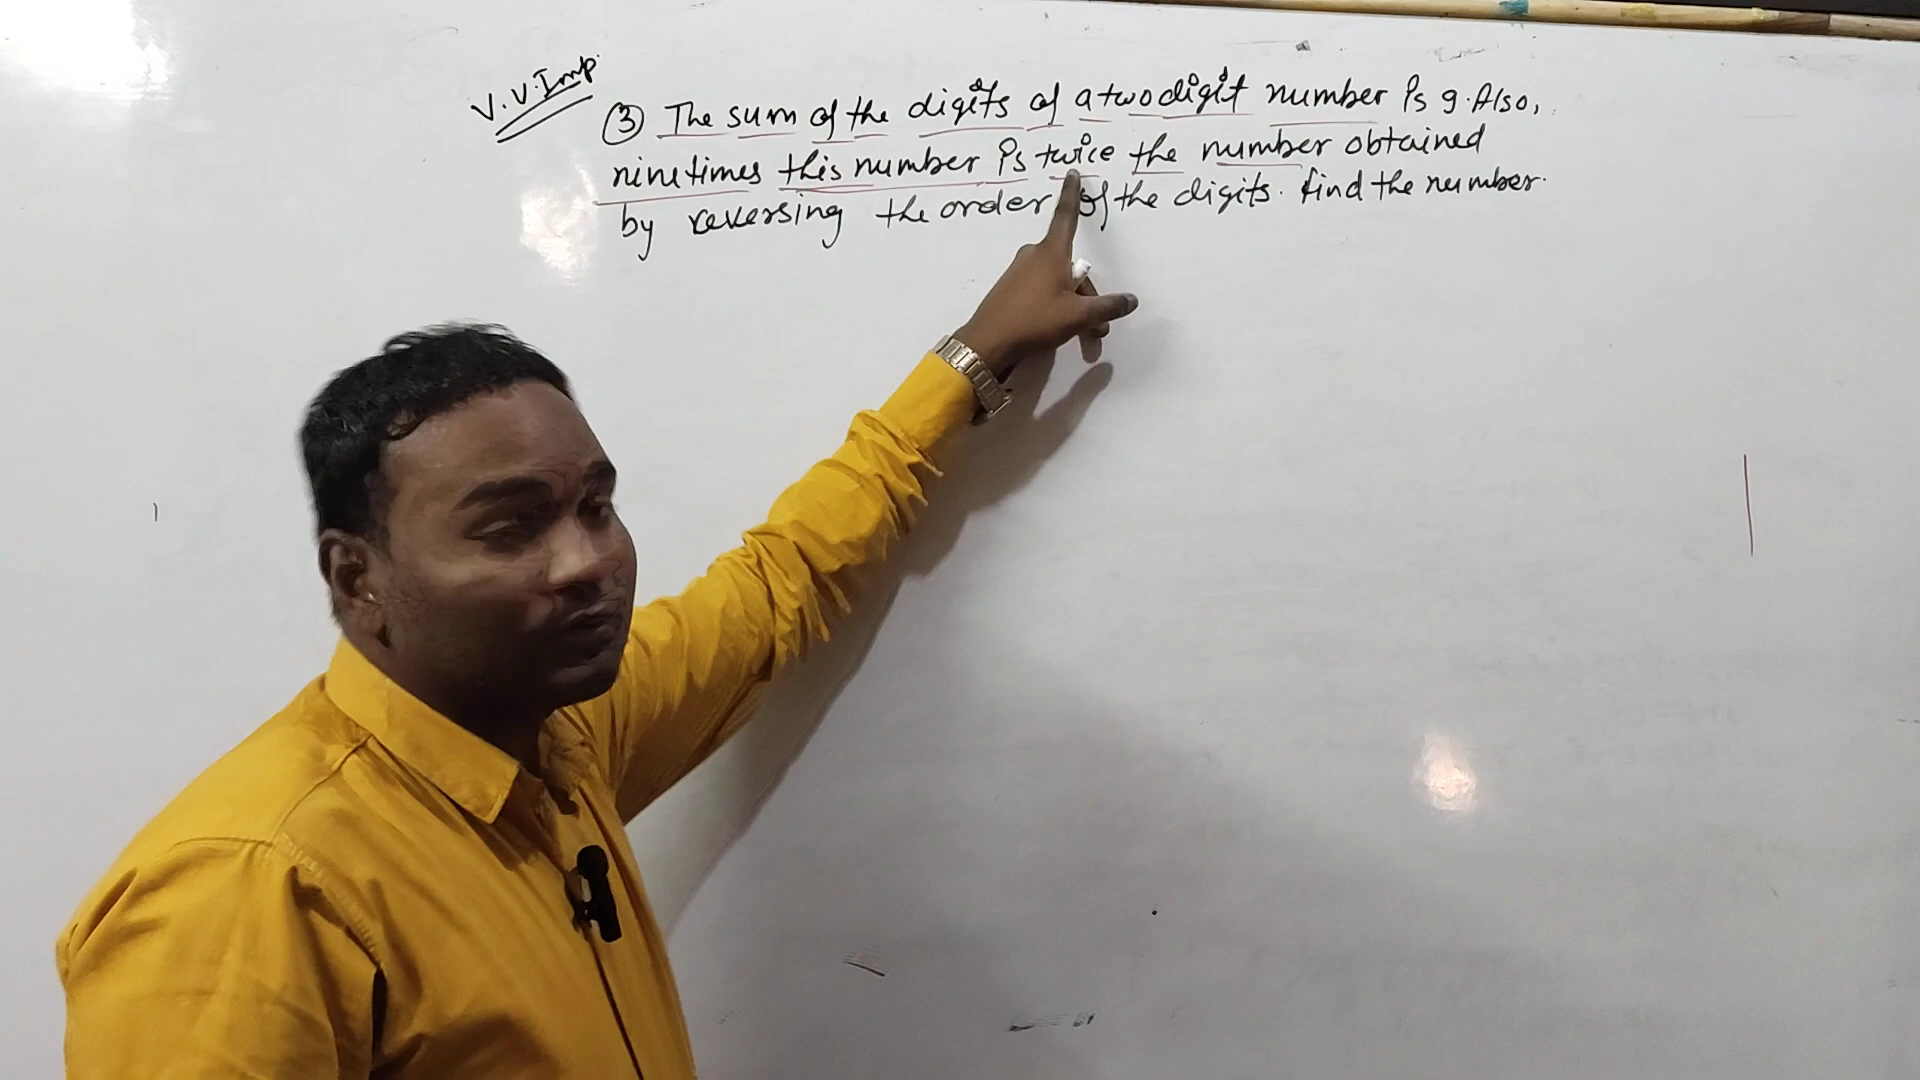 V.V.Imp.
③ The sum of the digits of a two digit number is 9. Also,
nine times this number is twice the number obtained
by reversing the order of the digits. find the number.